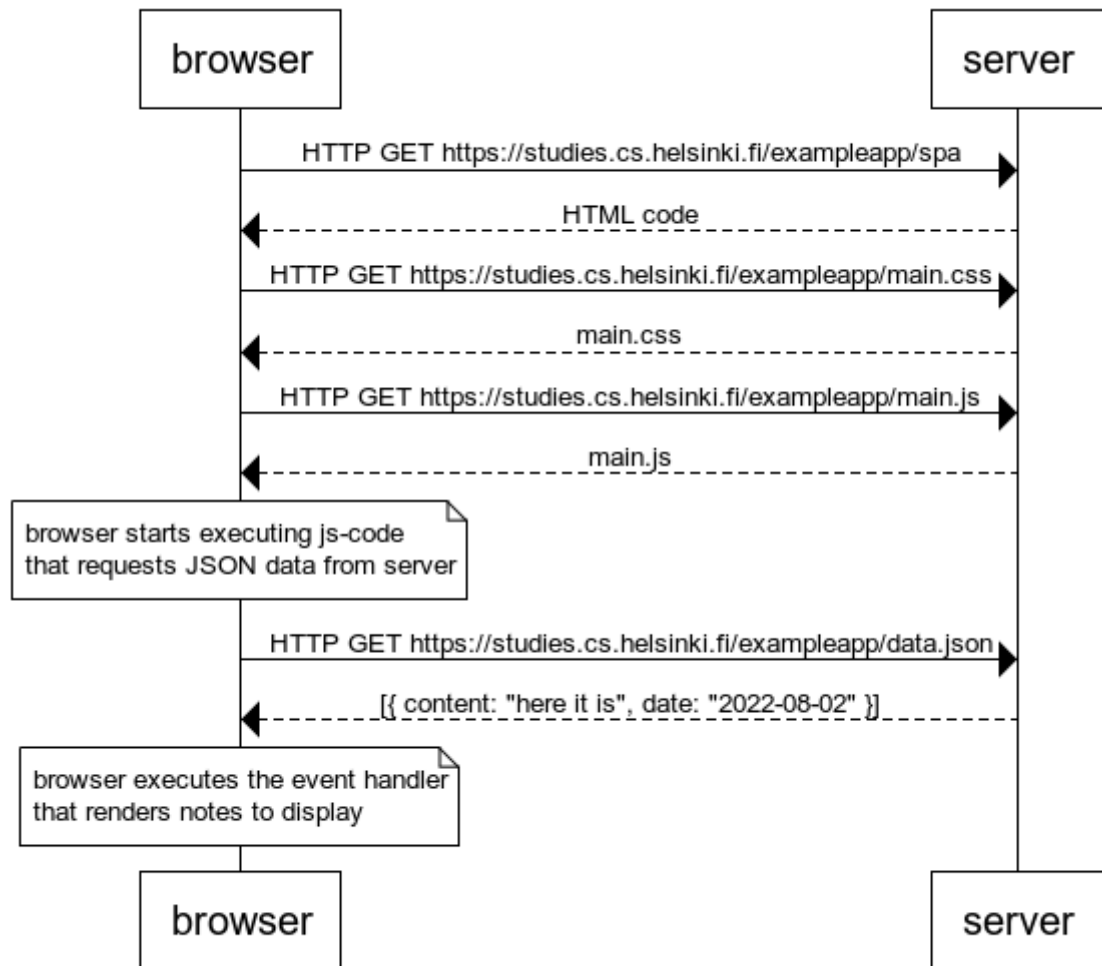 browser
server
HTTP GET https://studies.cs.helsinki.fi/exampleapp/spa
HTML code
HTTP GET https://studies.cs.helsinki.fi/exampleapp/main.css
main.css
HTTP GET https://studies.cs.helsinki.fi/exampleapp/main.js
main.js
browser starts executing js-code
that requests JSON data from server
HTTP GET https://studies.cs.helsinki.fi/exampleapp/data.json
[{ content: "here it is", date: "2022-08-02" }]
browser executes the event handler
that renders notes to display
browser
server